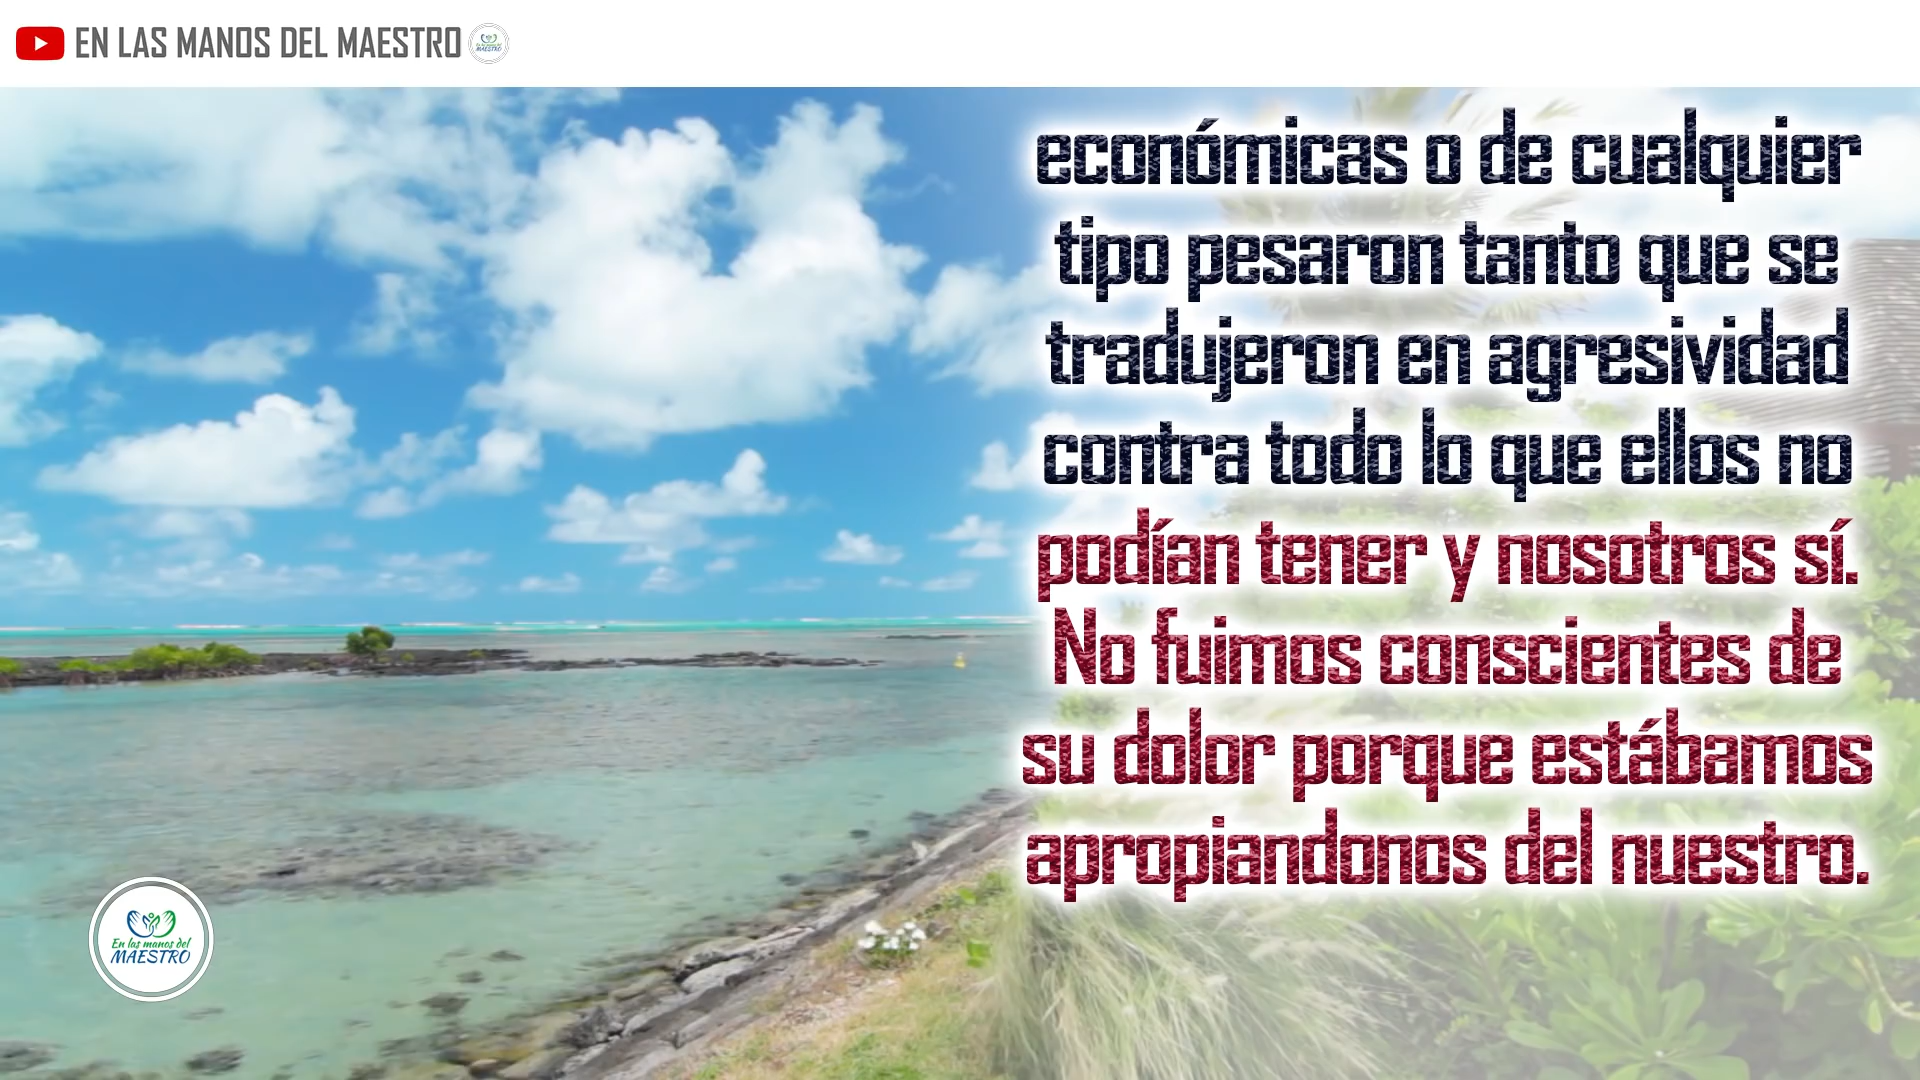 EN LAS MANOS DEL MAESTRO
económicas o de cualquier
tipo pesaron tanto que se
tradujeron en agresividad
contra todo lo que ellos no
podían tener y nosotros sí.
No fuimos conscientes de
su dolor porque estábamos
apropiandonos del nuestro.
En las manos del
MAESTRO